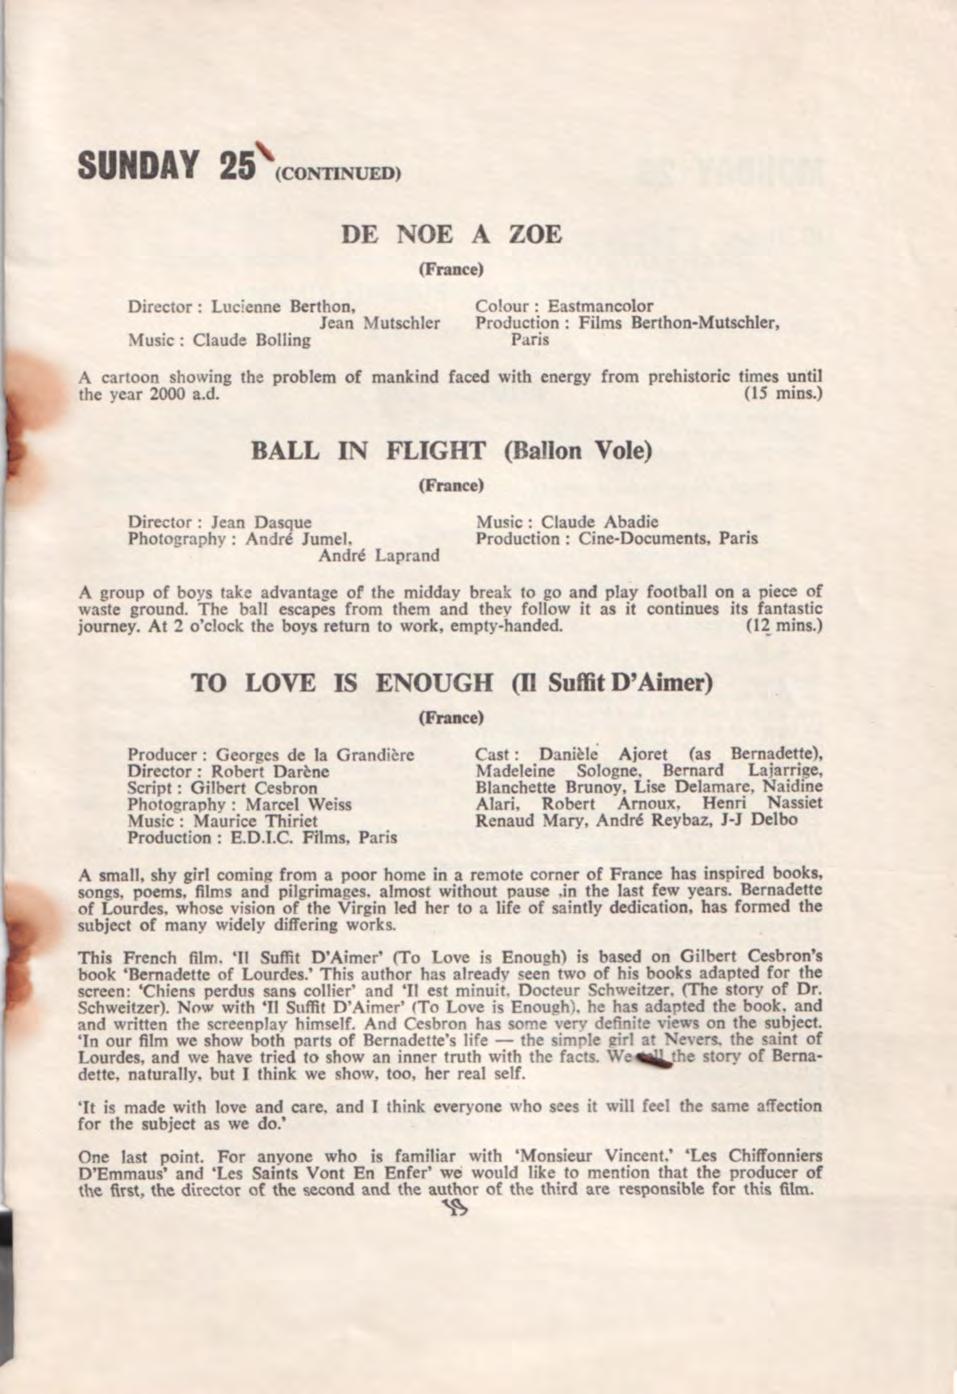 SUNDAY 25 (CONTINUED)
DE NOE A ZOE
(France)
Director : Lucienne Berthon,
Jean Mutschler
Music : Claude Bolling
Colour : Eastmancolor
Production : Films Berthon-Mutschler,
Paris
A cartoon showing the problem of mankind faced with energy from prehistoric times until
the year 2000 a.d. (15 mins.)
BALL IN FLIGHT (Ballon Vole)
(France)
Director : Jean Dasque
Photography : André Jumel,
André Laprand
Music : Claude Abadie
Production : Cine-Documents, Paris
A group of boys take advantage of the midday break to go and play football on a piece of
waste ground. The ball escapes from them and they follow it as it continues its fantastic
journey. At 2 o'clock the boys return to work, empty-handed. (12 mins.)
TO LOVE IS ENOUGH (Il Suffit D'Aimer)
(France)
Producer : Georges de la Grandière
Director : Robert Darène
Script : Gilbert Cesbron
Photography : Marcel Weiss
Music : Maurice Thiriet
Production : E.D.I.C. Films, Paris
Cast : Danièle Ajoret (as Bernadette),
Madeleine Sologne, Bernard Lajarrige,
Blanchette Brunoy, Lise Delamare, Naidine
Alari, Robert Arnoux, Henri Nassiet
Renaud Mary, André Reybaz, J-J Delbo
A small, shy girl coming from a poor home in a remote corner of France has inspired books,
songs, poems, films and pilgrimages, almost without pause .in the last few years. Bernadette
of Lourdes, whose vision of the Virgin led her to a life of saintly dedication, has formed the
subject of many widely differing works.
This French film, 'Il Suffit D'Aimer' (To Love is Enough) is based on Gilbert Cesbron's
book 'Bernadette of Lourdes.' This author has already seen two of his books adapted for the
screen: 'Chiens perdus sans collier' and 'Il est minuit, Docteur Schweitzer, (The story of Dr.
Schweitzer). Now with 'Il Suffit D'Aimer' (To Love is Enough), he has adapted the book, and
and written the screenplay himself. And Cesbron has some very definite views on the subject.
'In our film we show both parts of Bernadette's life — the simple girl at Nevers, the saint of
Lourdes, and we have tried to show an inner truth with the facts. We the story of Berna-
dette, naturally, but I think we show, too, her real self.
'It is made with love and care, and I think everyone who sees it will feel the same affection
for the subject as we do.'
One last point. For anyone who is familiar with 'Monsieur Vincent,' 'Les Chiffonniers
D'Emmaus' and 'Les Saints Vont En Enfer' we would like to mention that the producer of
the first, the director of the second and the author of the third are responsible for this film.